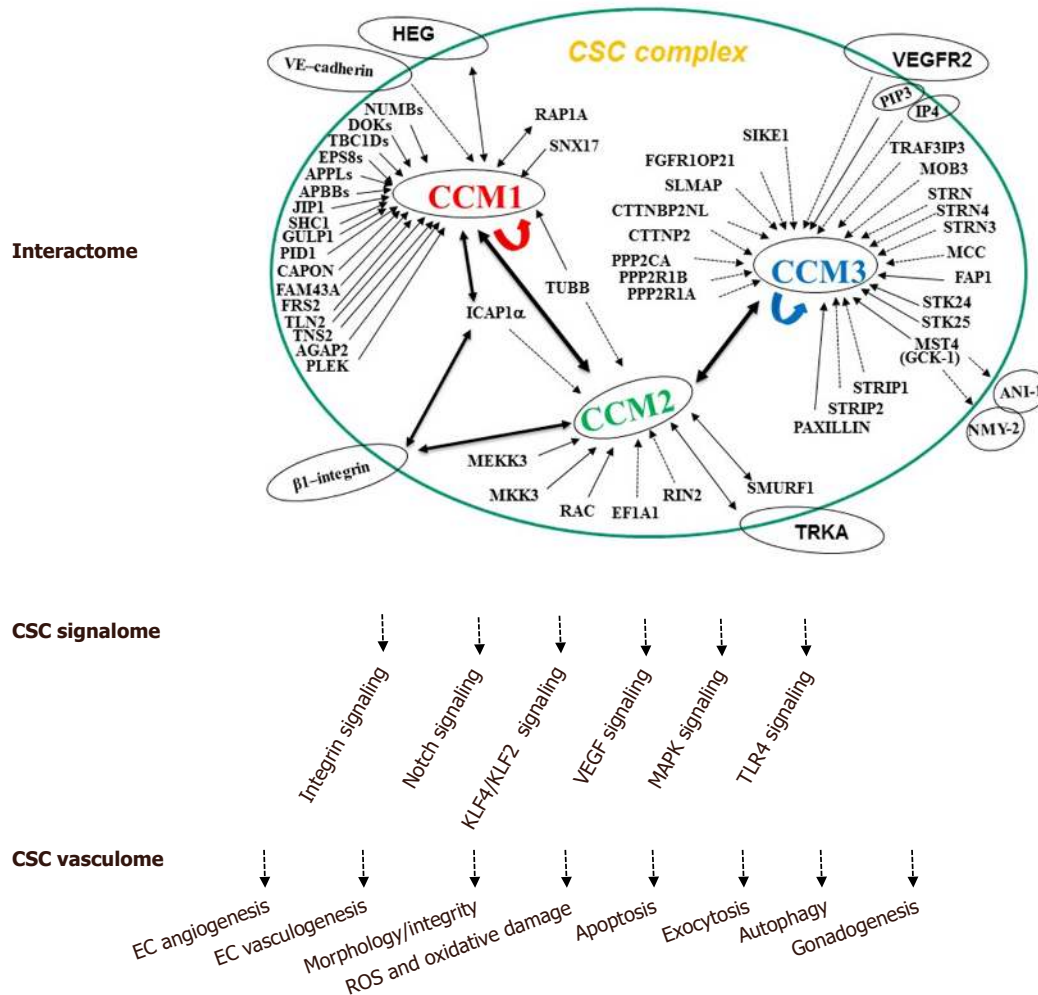 HEG
CSC complex
VE–cadherin
VEGFR2
PIP3
IP4
NUMBs
DOKs
TBC1Ds
EPS8s
APPLs
APBBs
JIP1
SHC1
GULP1
PID1
CAPON
FAM43A
FRS2
TLN2
TNS2
AGAP2
PLEK
RAP1A
SNX17
CCM1
Interactome
ICAP1α
TUBB
SIKE1
FGFR1OP21
SLMAP
CTTNBP2NL
CTTNP2
PPP2CA
PPP2R1B
PPP2R1A
TRAF3IP3
MOB3
STRN
STRN4
STRN3
MCC
FAP1
STK24
STK25
MST4
(GCK-1)
CCM3
STRIP1
STRIP2
PAXILLIN
ANI-1
NMY-2
CCM2
β1–integrin
MEKK3
MKK3
RAC
EF1A1
RIN2
SMURF1
TRKA
CSC signalome
Integrin signaling
Notch signaling
KLF4/KLF2 signaling
VEGF signaling
MAPK signaling
TLR4 signaling
CSC vasculome
EC angiogenesis
EC vasculogenesis
Morphology/integrity
ROS and oxidative damage
Apoptosis
Exocytosis
Autophagy
Gonadogenesis